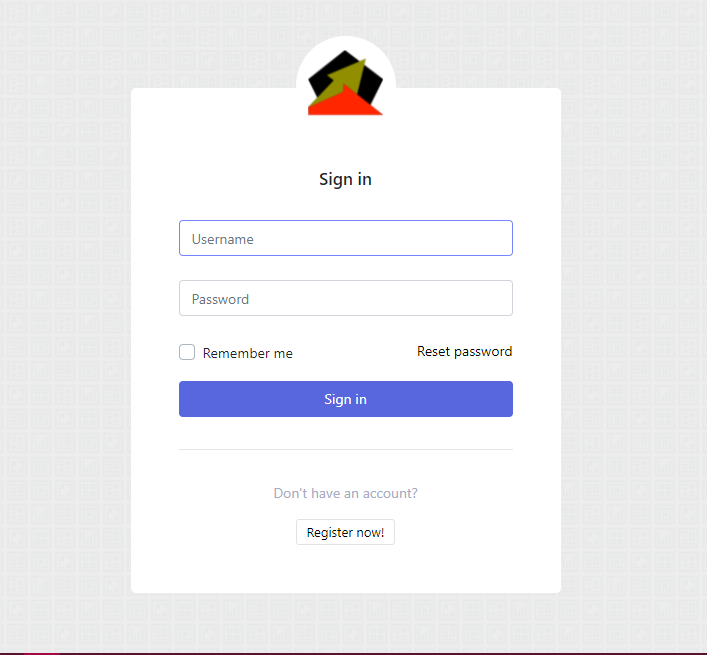 Sign in
Username
Password
Remember me
Reset password
Sign in
Don't have an account?
Register now!